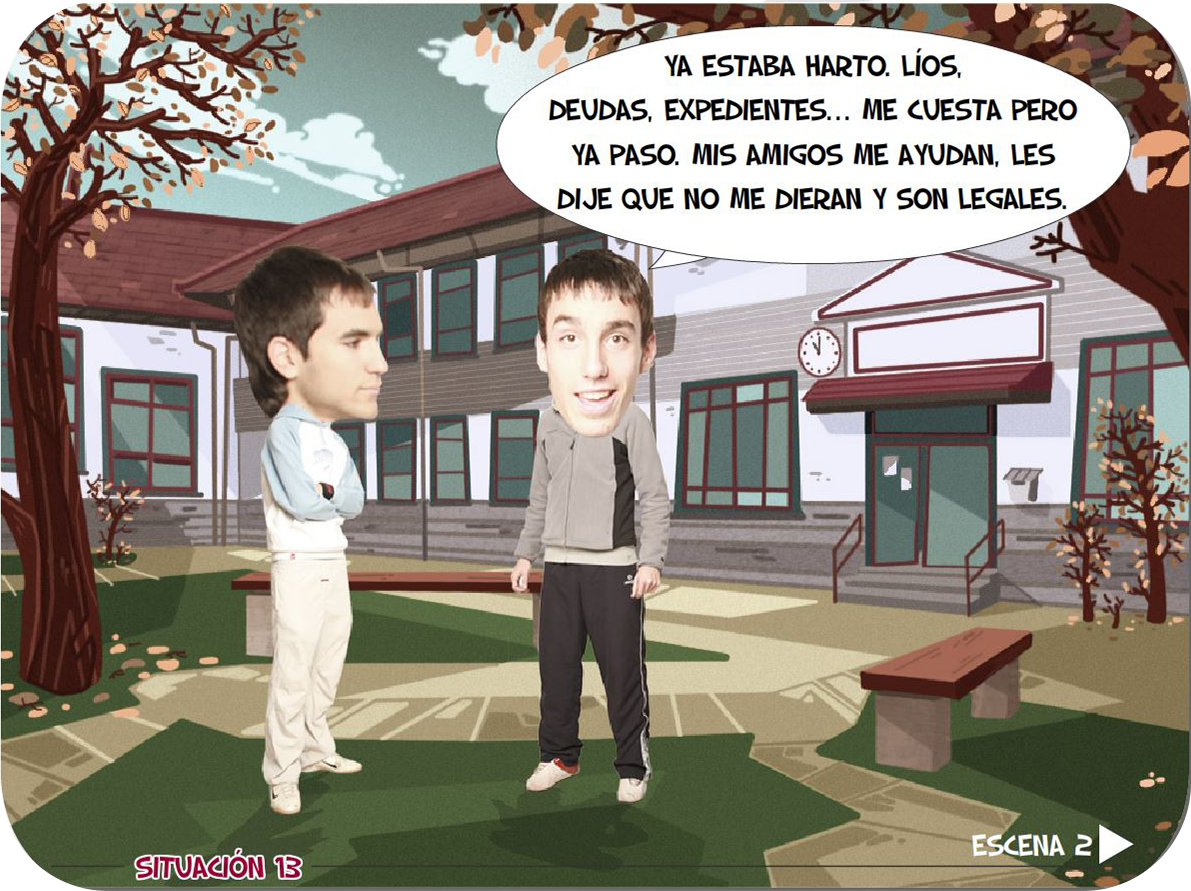 YA ESTABA HARTO. LÍOS,
DEUDAS, EXPEDIENTES... ME CUESTA PERO
YA PASO. MIS AMIGOS ME AYUDAN, LES
DIJE QUE NO ME DIERAN Y SON LEGALES.
ESCENA 2
SITUACIÓN 13